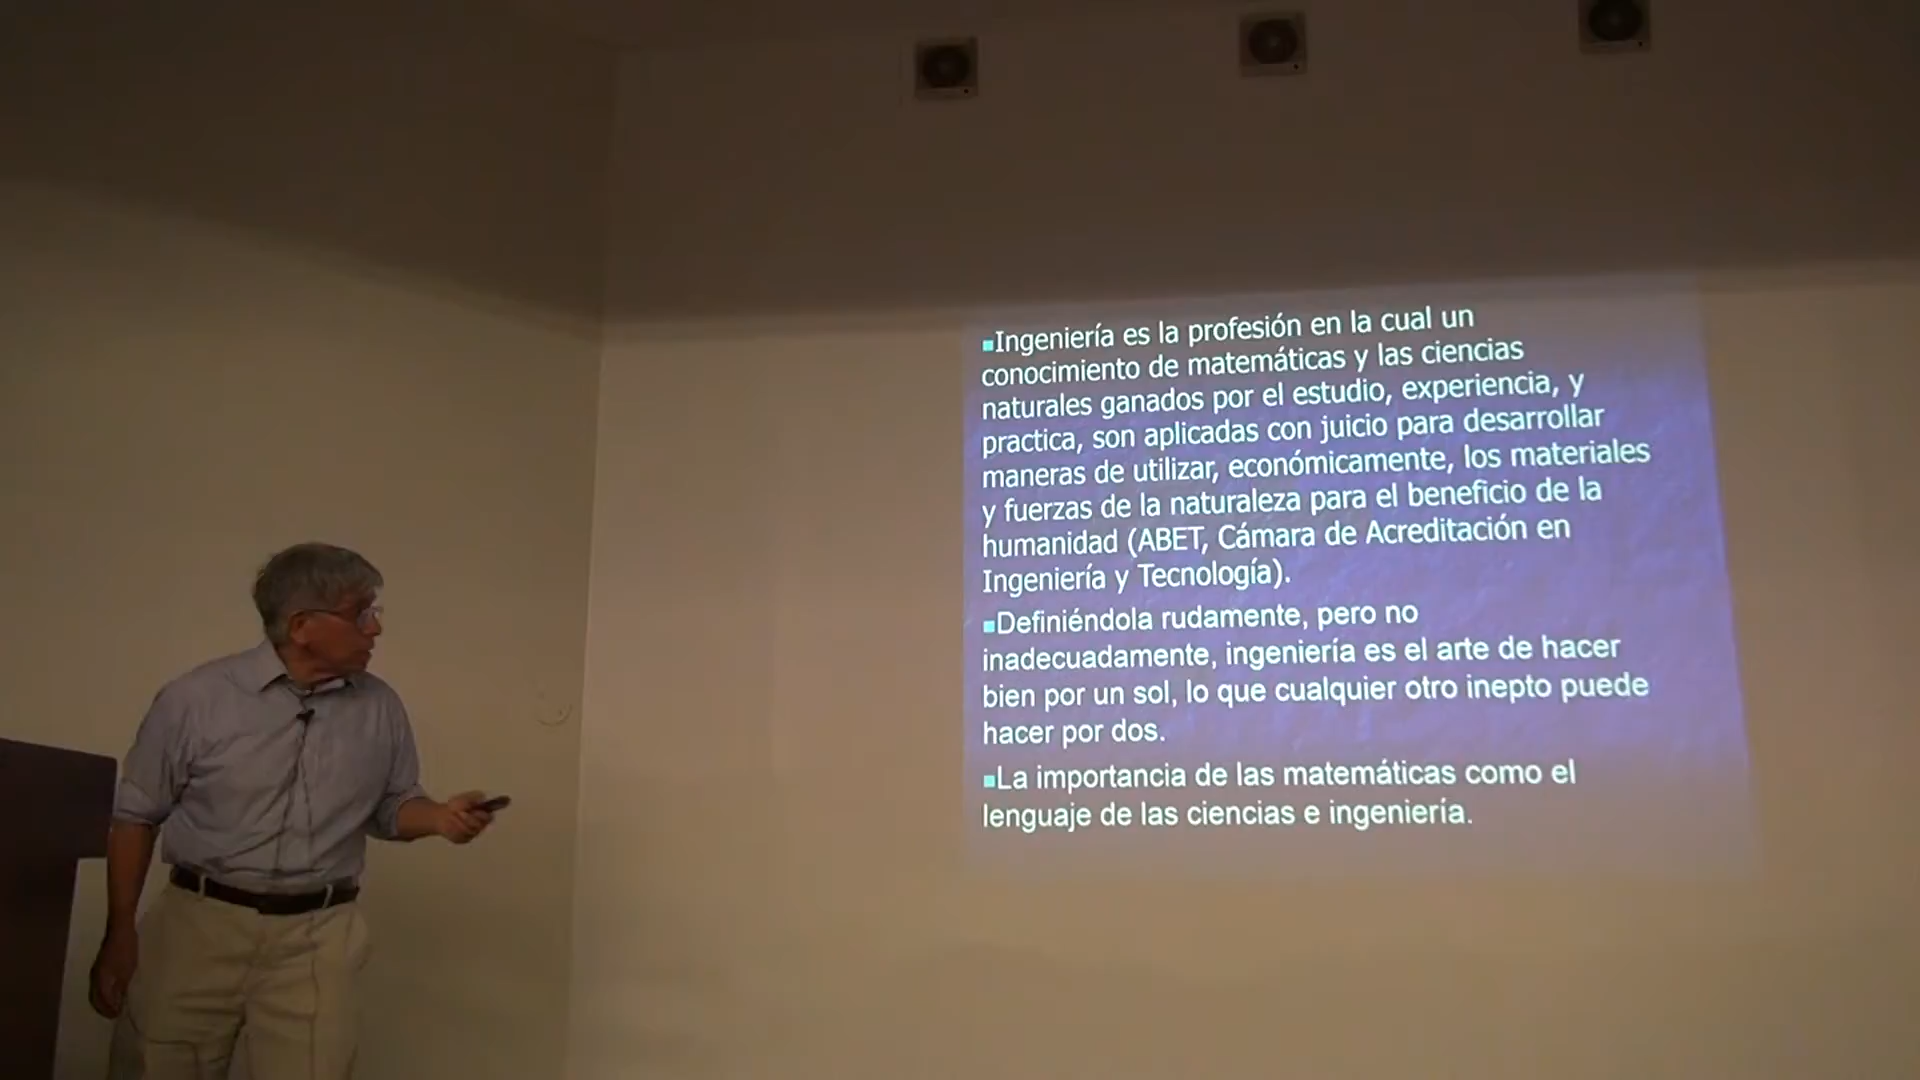 ▪Ingeniería es la profesión en la cual un
conocimiento de matemáticas y las ciencias
naturales ganados por el estudio, experiencia, y
practica, son aplicadas con juicio para desarrollar
maneras de utilizar, económicamente, los materiales
y fuerzas de la naturaleza para el beneficio de la
humanidad (ABET, Cámara de Acreditación en
Ingeniería y Tecnología).
▪Definiéndola rudamente, pero no
inadecuadamente, ingeniería es el arte de hacer
bien por un sol, lo que cualquier otro inepto puede
hacer por dos.
▪La importancia de las matemáticas como el
lenguaje de las ciencias e ingeniería.